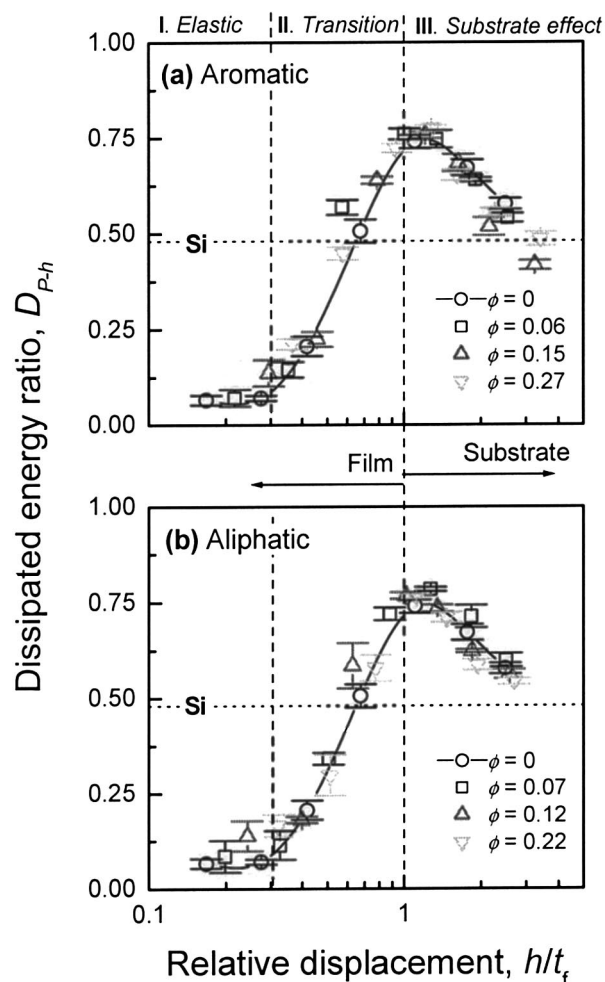 I. Elastic II. Transition III. Substrate effect
1.00
(a) Aromatic
0.75
Si
0.50
ϕ = 0
ϕ = 0.06
0.25
ϕ = 0.15
ϕ = 0.27
0.00
Film Substrate
1.00
(b) Aliphatic
0.75
Si
0.50
ϕ = 0
ϕ = 0.07
0.25
ϕ = 0.12
ϕ = 0.22
0.00
0.1 1
Dissipated energy ratio, D_P-h
Relative displacement, h/t_f